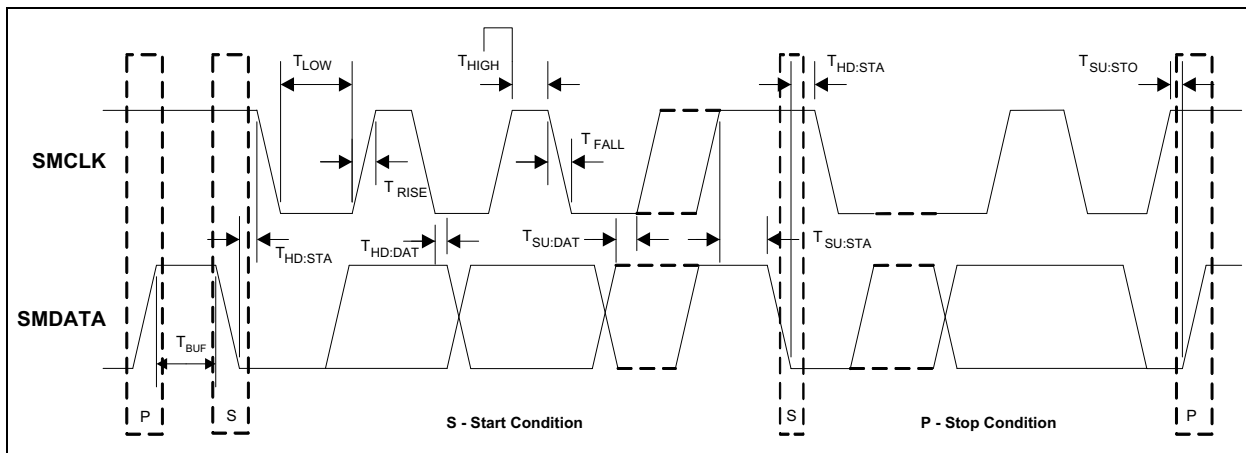 T_LOW
T_HIGH
T_HD:STA
T_SU:STO
SMCLK
T_FALL
T_RISE
T_HD:STA
T_HD:DAT
T_SU:DAT
T_SU:STA
SMDATA
T_BUF
P
S
S - Start Condition
S
P - Stop Condition
P